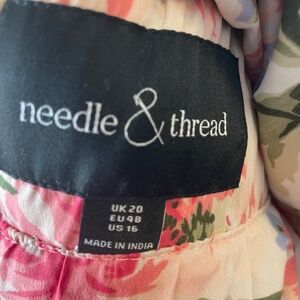 needle & thread
UK 20
EU 48
US 16
MADE IN INDIA